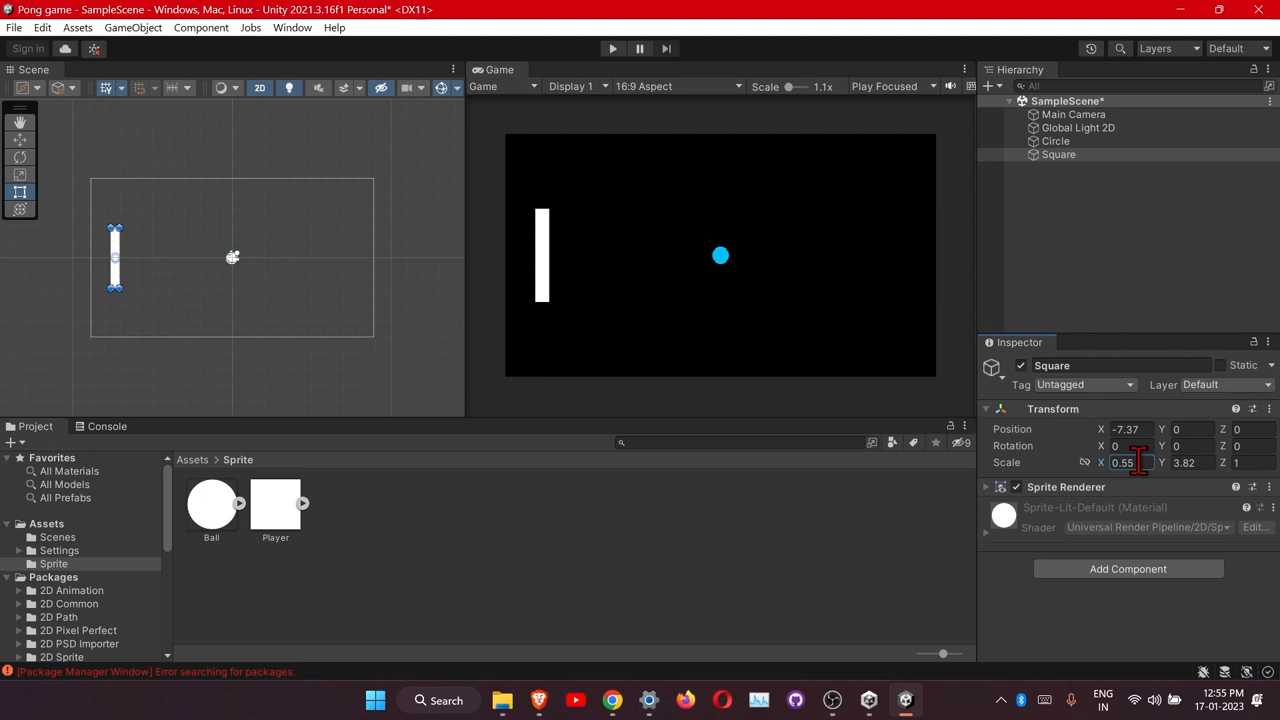 Pong game - SampleScene - Windows, Mac, Linux - Unity 2021.3.16f1 Personal* <DX11>
File Edit Assets GameObject Component Jobs Window Help
Sign in Layers Default
Scene
2D
Game
Game Display 1 16:9 Aspect Scale 1.1x Play Focused
Hierarchy
All
SampleScene*
Main Camera
Global Light 2D
Circle
Square
Inspector
Square Static
Tag Untagged Layer Default
Transform
Position X -7.37 Y 0 Z 0
Rotation X 0 Y 0 Z 0
Scale X 0.55 Y 3.82 Z 1
Sprite Renderer
Sprite-Lit-Default (Material)
Shader Universal Render Pipeline/2D/Sp Edit...
Add Component
Project Console
9
Favorites
All Materials
All Models
All Prefabs
Assets
Scenes
Settings
Sprite
Packages
2D Animation
2D Common
2D Path
2D Pixel Perfect
2D PSD Importer
2D Sprite
Assets > Sprite
Ball Player
[Package Manager Window] Error searching for packages.
Search
ENG
IN
12:55 PM
17-01-2023